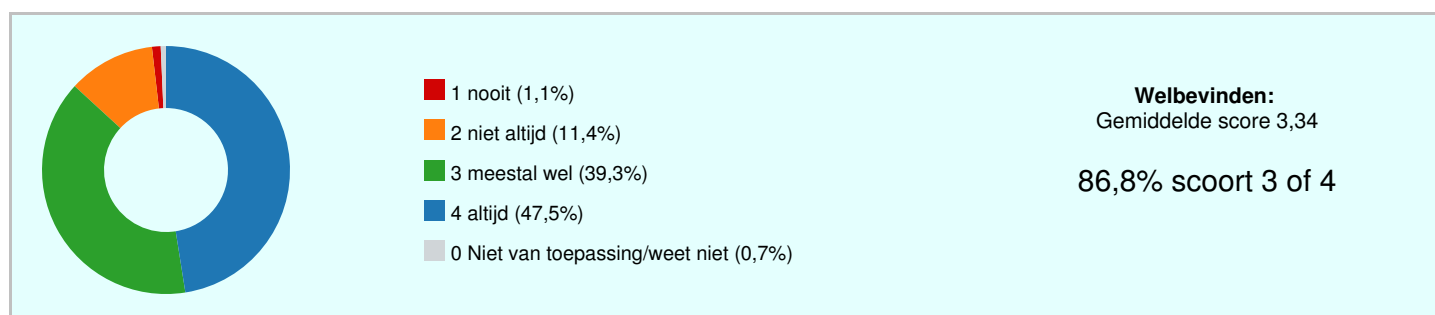 1 nooit (1,1%)
2 niet altijd (11,4%)
3 meestal wel (39,3%)
4 altijd (47,5%)
0 Niet van toepassing/weet niet (0,7%)
Welbevinden:
Gemiddelde score 3,34
86,8% scoort 3 of 4